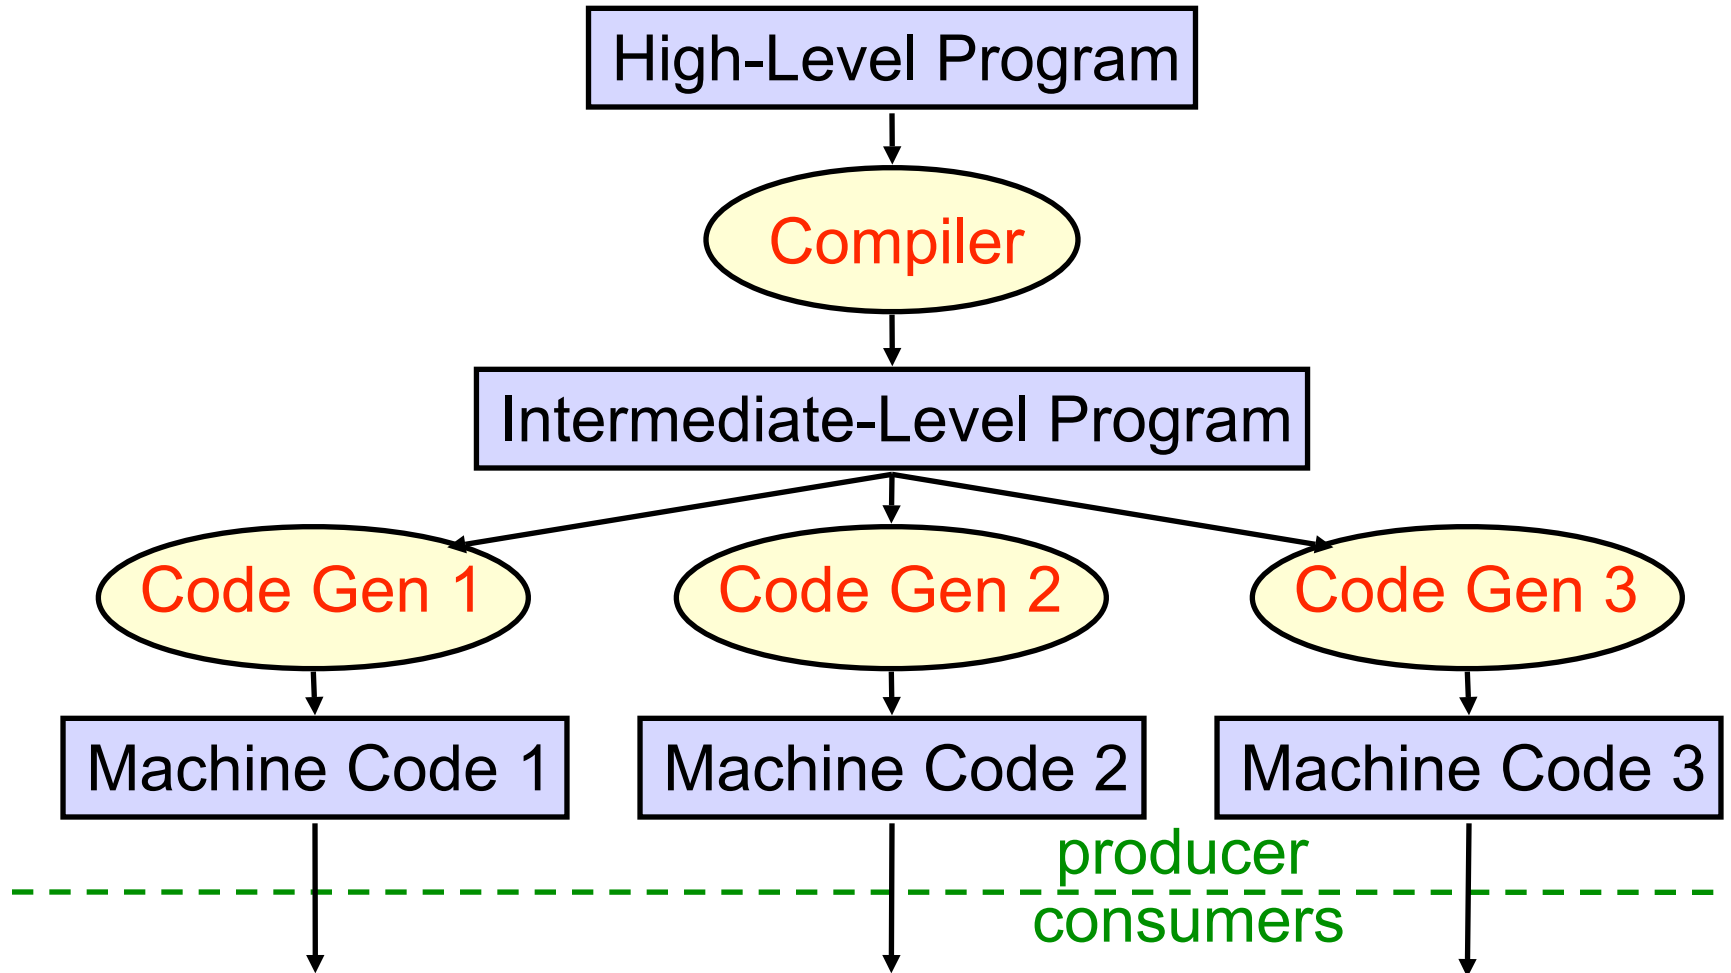 High-Level Program
Compiler
Intermediate-Level Program
Code Gen 1
Code Gen 2
Code Gen 3
Machine Code 1
Machine Code 2
Machine Code 3
producer
consumers